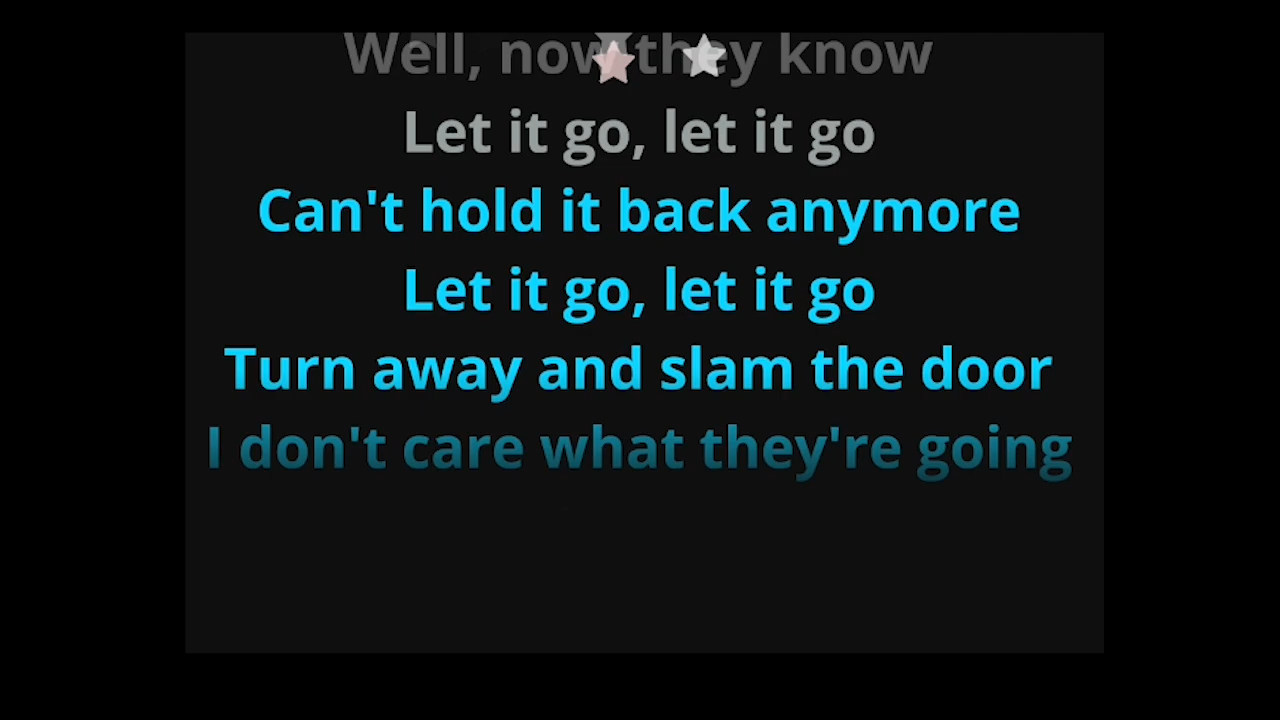 Well, now they know
Let it go, let it go
Can't hold it back anymore
Let it go, let it go
Turn away and slam the door
I don't care what they're going